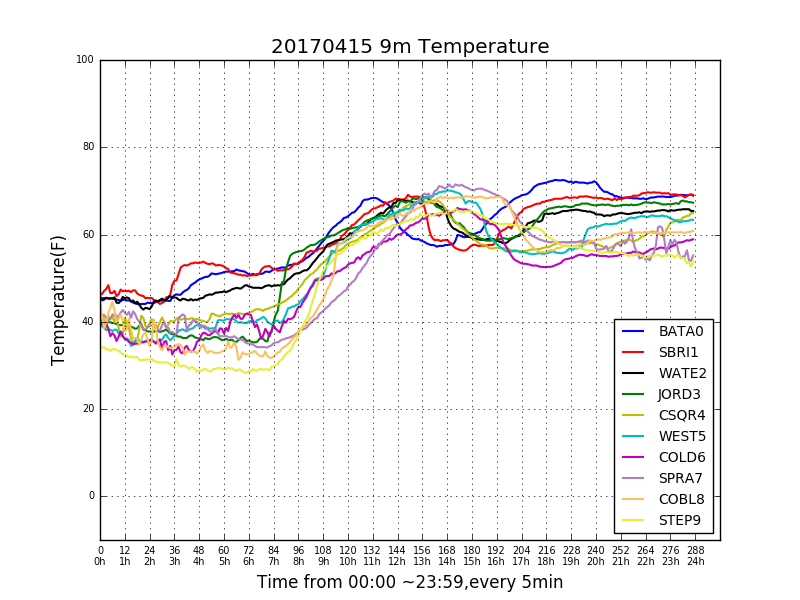 20170415 9m Temperature
Temperature(F)
100
80
60
40
20
0
0 12 24 36 48 60 72 84 96 108 120 132 144 156 168 180 192 204 216 228 240 252 264 276 288
0h 1h 2h 3h 4h 5h 6h 7h 8h 9h 10h 11h 12h 13h 14h 15h 16h 17h 18h 19h 20h 21h 22h 23h 24h
Time from 00:00 ~23:59,every 5min
BATA0
SBRI1
WATE2
JORD3
CSQR4
WEST5
COLD6
SPRA7
COBL8
STEP9